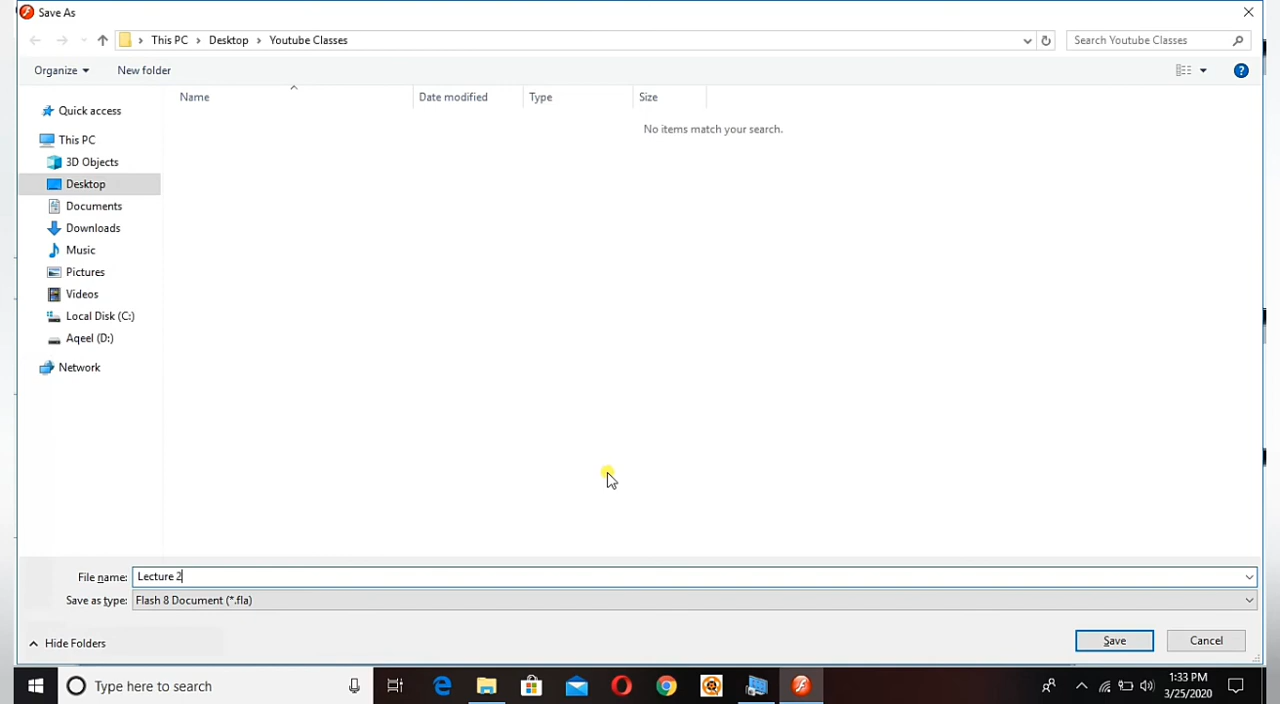 Save As
This PC > Desktop > Youtube Classes
Search Youtube Classes
Organize
New folder
Name
Date modified
Type
Size
No items match your search.
Quick access
This PC
3D Objects
Desktop
Documents
Downloads
Music
Pictures
Videos
Local Disk (C:)
Aqeel (D:)
Network
File name: Lecture 2
Save as type: Flash 8 Document (*.fla)
Hide Folders
Save
Cancel
Type here to search
1:33 PM
3/25/2020